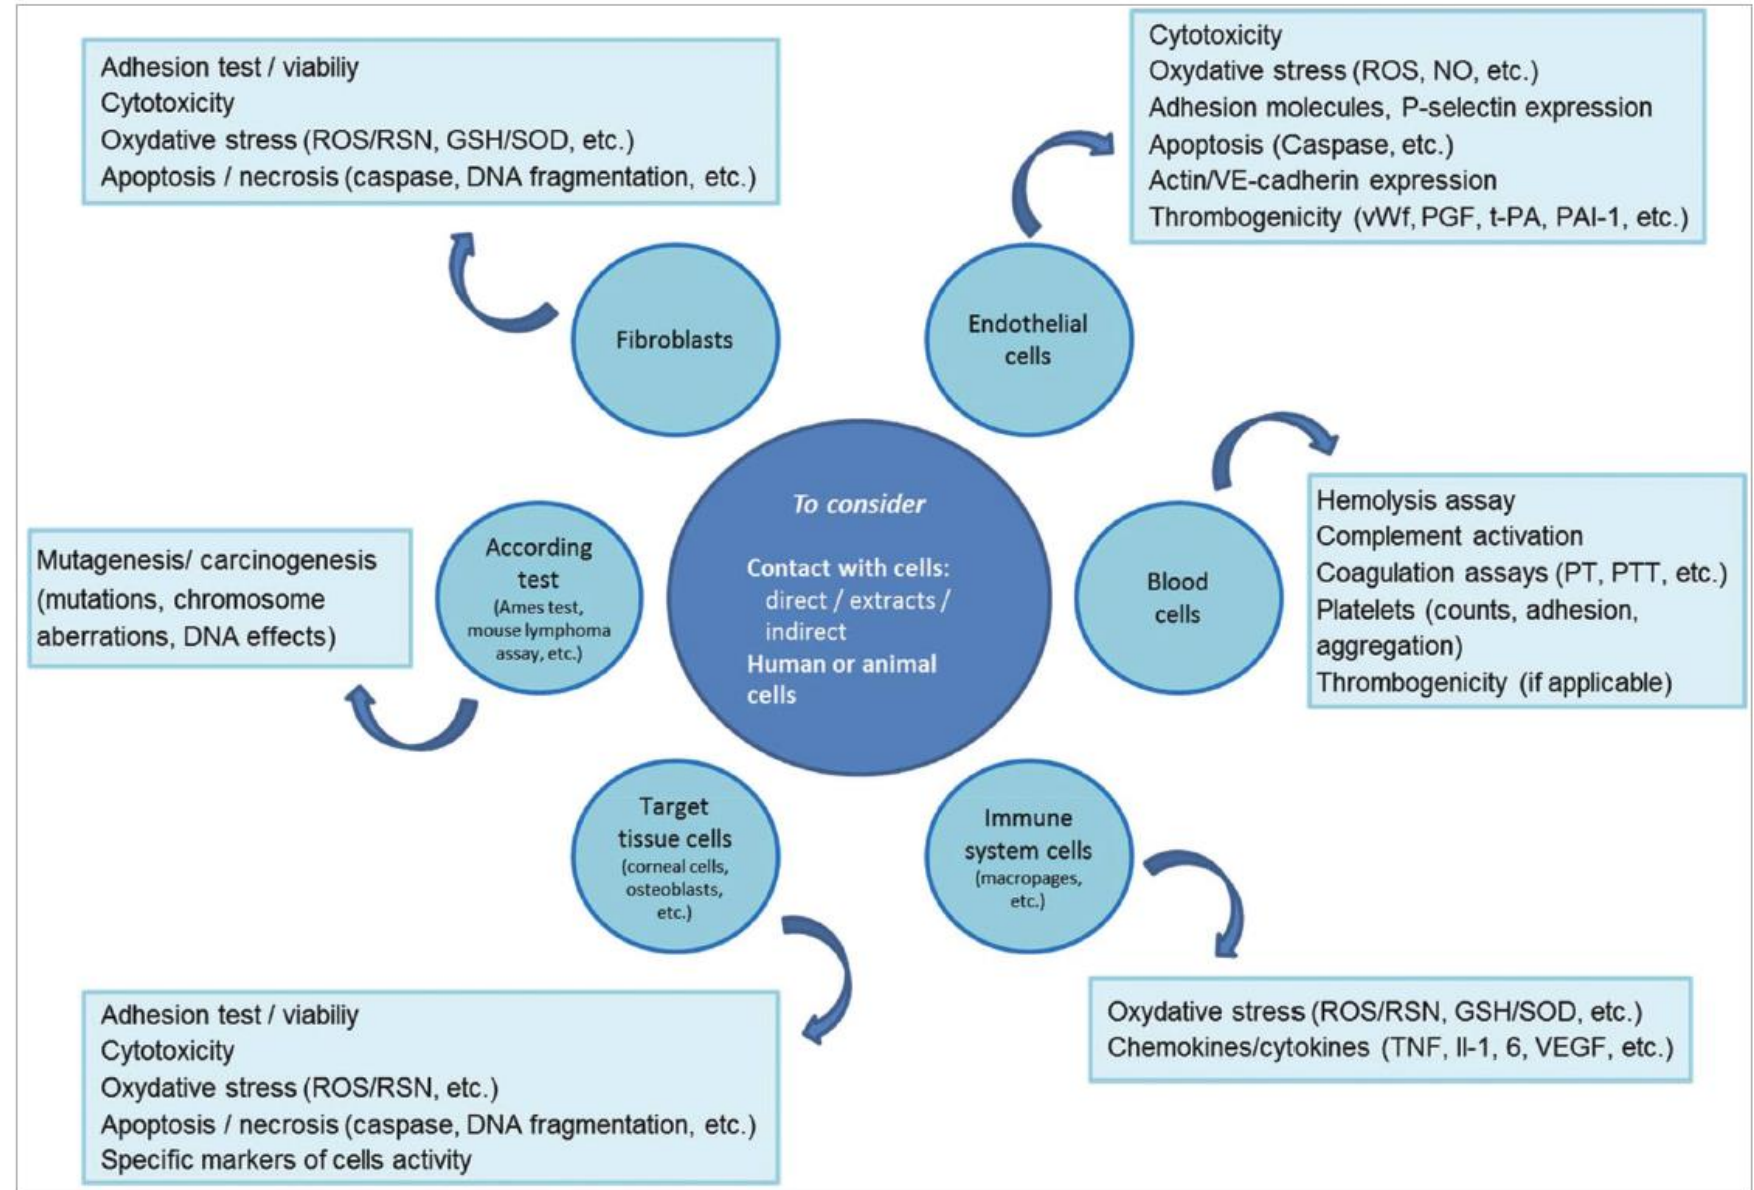 Adhesion test / viabiliy
Cytotoxicity
Oxydative stress (ROS/RSN, GSH/SOD, etc.)
Apoptosis / necrosis (caspase, DNA fragmentation, etc.)
Cytotoxicity
Oxydative stress (ROS, NO, etc.)
Adhesion molecules, P-selectin expression
Apoptosis (Caspase, etc.)
Actin/VE-cadherin expression
Thrombogenicity (vWf, PGF, t-PA, PAI-1, etc.)
Fibroblasts
Endothelial
cells
To consider
Contact with cells:
direct / extracts /
indirect
Human or animal
cells
Mutagenesis/ carcinogenesis
(mutations, chromosome
aberrations, DNA effects)
According
test
(Ames test,
mouse lymphoma
assay, etc.)
Blood
cells
Hemolysis assay
Complement activation
Coagulation assays (PT, PTT, etc.)
Platelets (counts, adhesion,
aggregation)
Thrombogenicity (if applicable)
Target
tissue cells
(corneal cells,
osteoblasts,
etc.)
Immune
system cells
(macropages,
etc.)
Adhesion test / viabiliy
Cytotoxicity
Oxydative stress (ROS/RSN, etc.)
Apoptosis / necrosis (caspase, DNA fragmentation, etc.)
Specific markers of cells activity
Oxydative stress (ROS/RSN, GSH/SOD, etc.)
Chemokines/cytokines (TNF, Il-1, 6, VEGF, etc.)